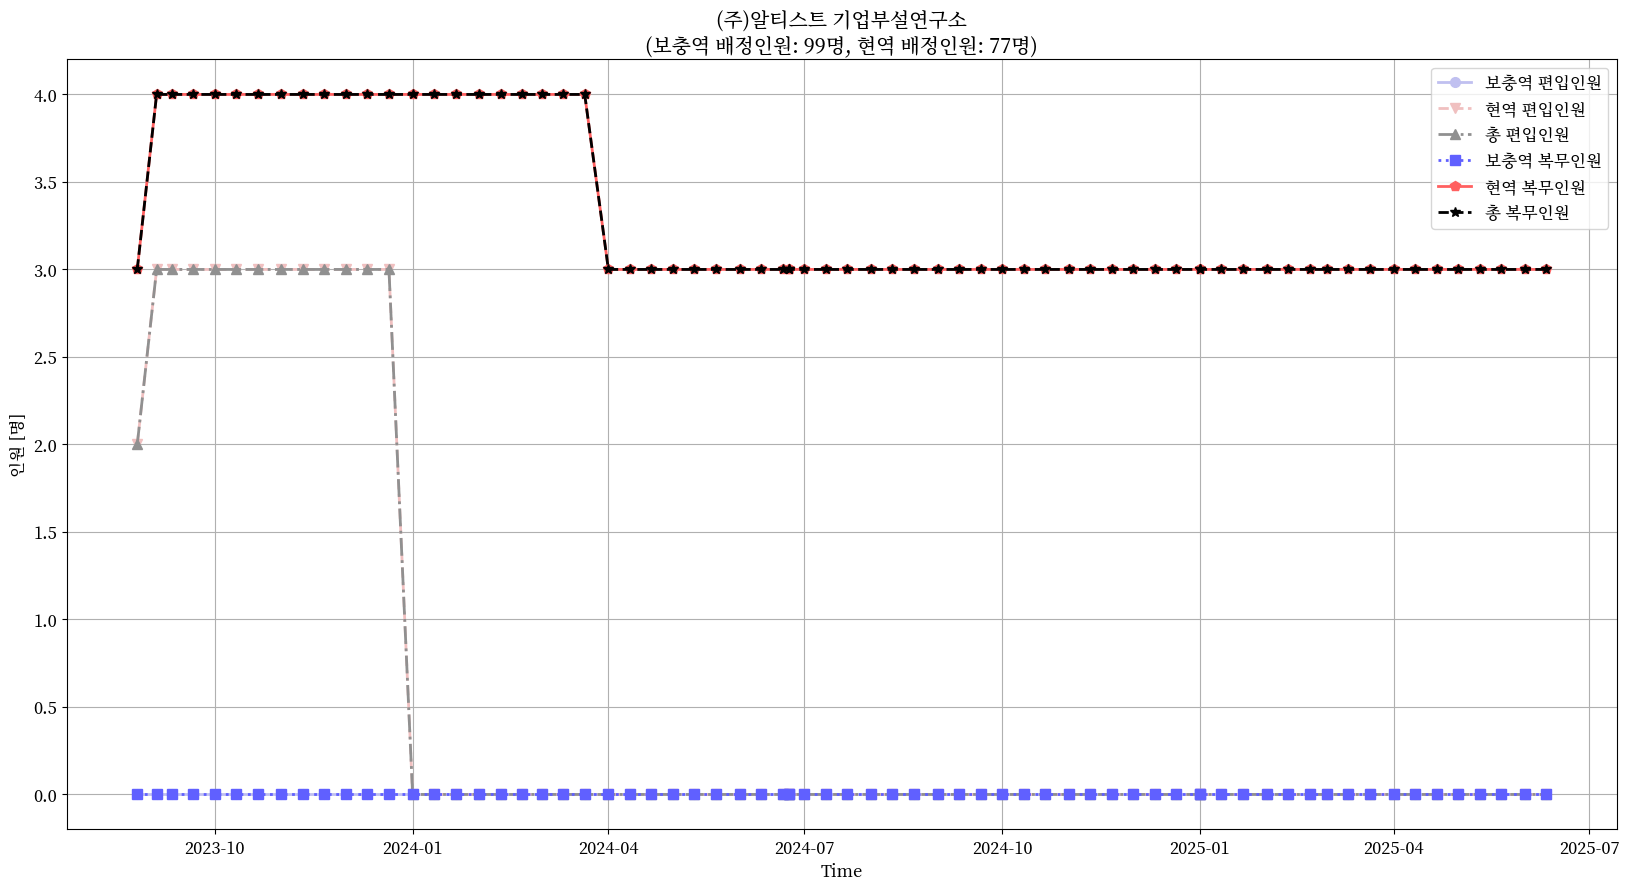 (주)알티스트 기업부설연구소
(보충역 배정인원: 99명, 현역 배정인원: 77명)
보충역 편입인원
현역 편입인원
총 편입인원
보충역 복무인원
현역 복무인원
총 복무인원
인원 [명]
4.0
3.5
3.0
2.5
2.0
1.5
1.0
0.5
0.0
2023-10
2024-01
2024-04
2024-07
2024-10
2025-01
2025-04
2025-07
Time